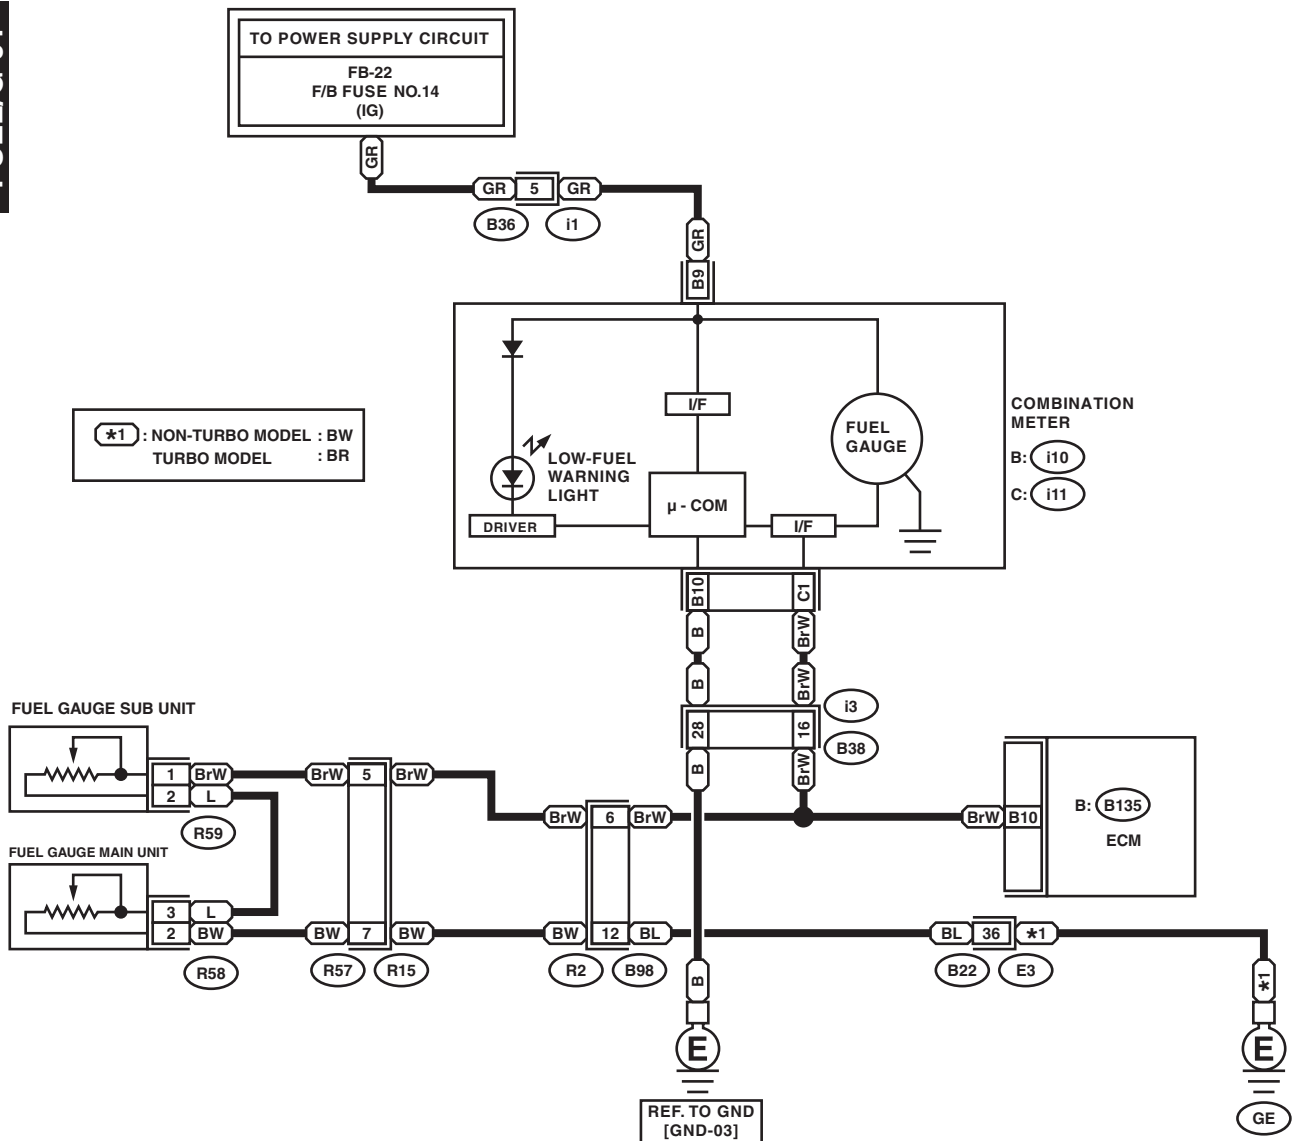 TO POWER SUPPLY CIRCUIT
FB-22
F/B FUSE NO.14
(IG)
GR
GR 5 GR
B36 i1
GR
B9
*1 : NON-TURBO MODEL : BW
TURBO MODEL : BR
I/F
FUEL
GAUGE
LOW-FUEL
WARNING
LIGHT
µ - COM
DRIVER
I/F
COMBINATION
METER
B: i10
C: i11
B10 C1
B BrW
B BrW
i3
28 16
B38
B BrW
FUEL GAUGE SUB UNIT
1 BrW BrW 5 BrW
2 L
R59
BrW 6 BrW
BrW B10
B: B135
ECM
FUEL GAUGE MAIN UNIT
3 L
2 BW BW 7 BW BW 12 BL BL 36 *1
R58 R57 R15 R2 B98 B22 E3
B
*1
E
E
REF. TO GND
[GND-03]
GE